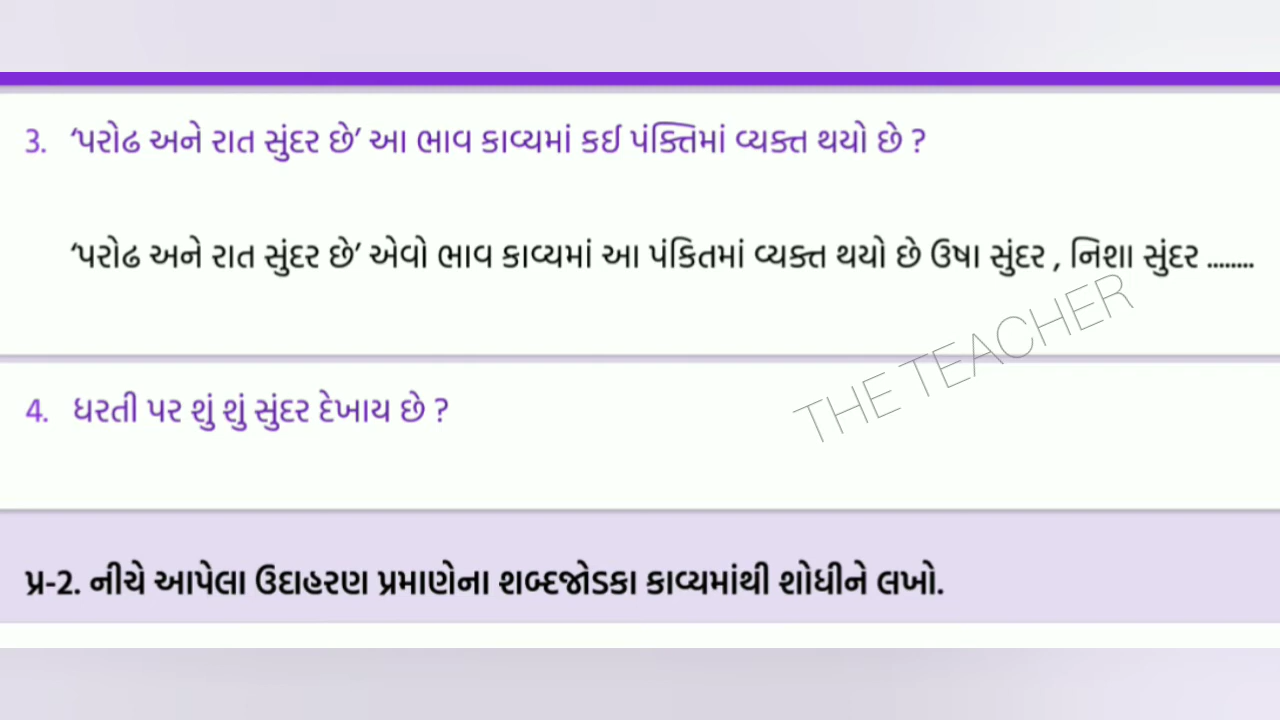 3. ‘પરોઢ અને રાત સુંદર છે’ આ ભાવ કાવ્યમાં કઈ પંક્તિમાં વ્યક્ત થયો છે ?
‘પરોઢ અને રાત સુંદર છે’ એવો ભાવ કાવ્યમાં આ પંકિતમાં વ્યક્ત થયો છે ઉષા સુંદર , નિશા સુંદર ........
THE TEACHER
4. ધરતી પર શું શું સુંદર દેખાય છે ?
પ્ર-2. નીચે આપેલા ઉદાહરણ પ્રમાણેના શબ્દજોડકા કાવ્યમાંથી શોધીને લખો.